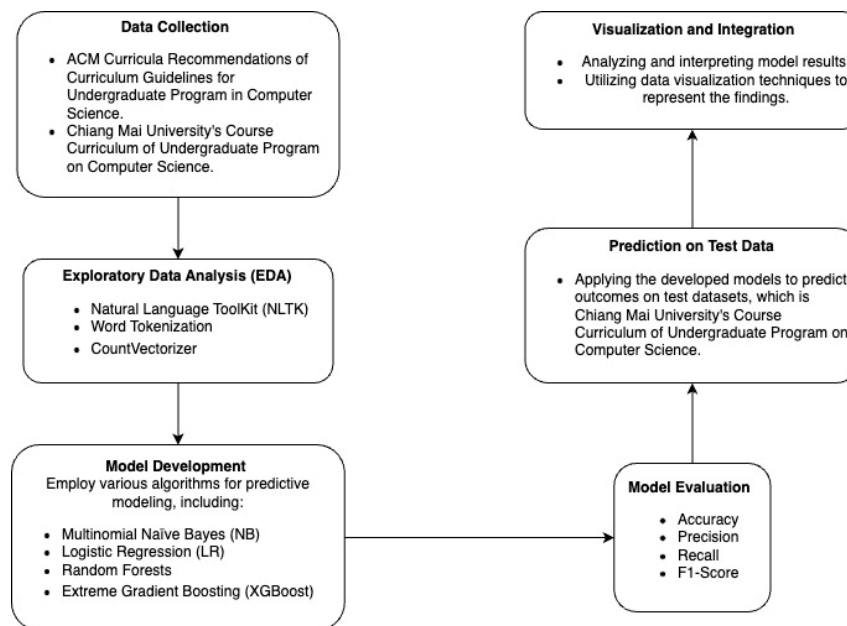 Data Collection
• ACM Curricula Recommendations of
Curriculum Guidelines for
Undergraduate Program in Computer
Science.
• Chiang Mai University's Course
Curriculum of Undergraduate Program
on Computer Science.
Exploratory Data Analysis (EDA)
• Natural Language ToolKit (NLTK)
• Word Tokenization
• CountVectorizer
Model Development
Employ various algorithms for predictive
modeling, including:
• Multinomial Naïve Bayes (NB)
• Logistic Regression (LR)
• Random Forests
• Extreme Gradient Boosting (XGBoost)
Model Evaluation
• Accuracy
• Precision
• Recall
• F1-Score
Prediction on Test Data
• Applying the developed models to predict
outcomes on test datasets, which is
Chiang Mai University's Course
Curriculum of Undergraduate Program on
Computer Science.
Visualization and Integration
• Analyzing and interpreting model results
• Utilizing data visualization techniques to
represent the findings.